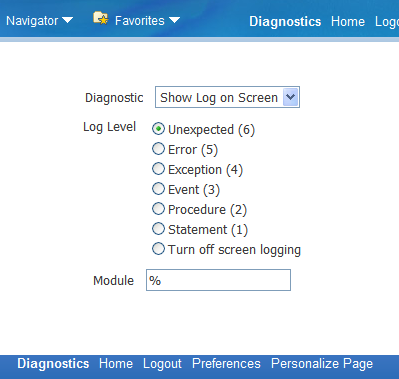 Navigator Favorites Diagnostics Home Logo
Diagnostic Show Log on Screen
Log Level Unexpected (6)
Error (5)
Exception (4)
Event (3)
Procedure (2)
Statement (1)
Turn off screen logging
Module %
Diagnostics Home Logout Preferences Personalize Page